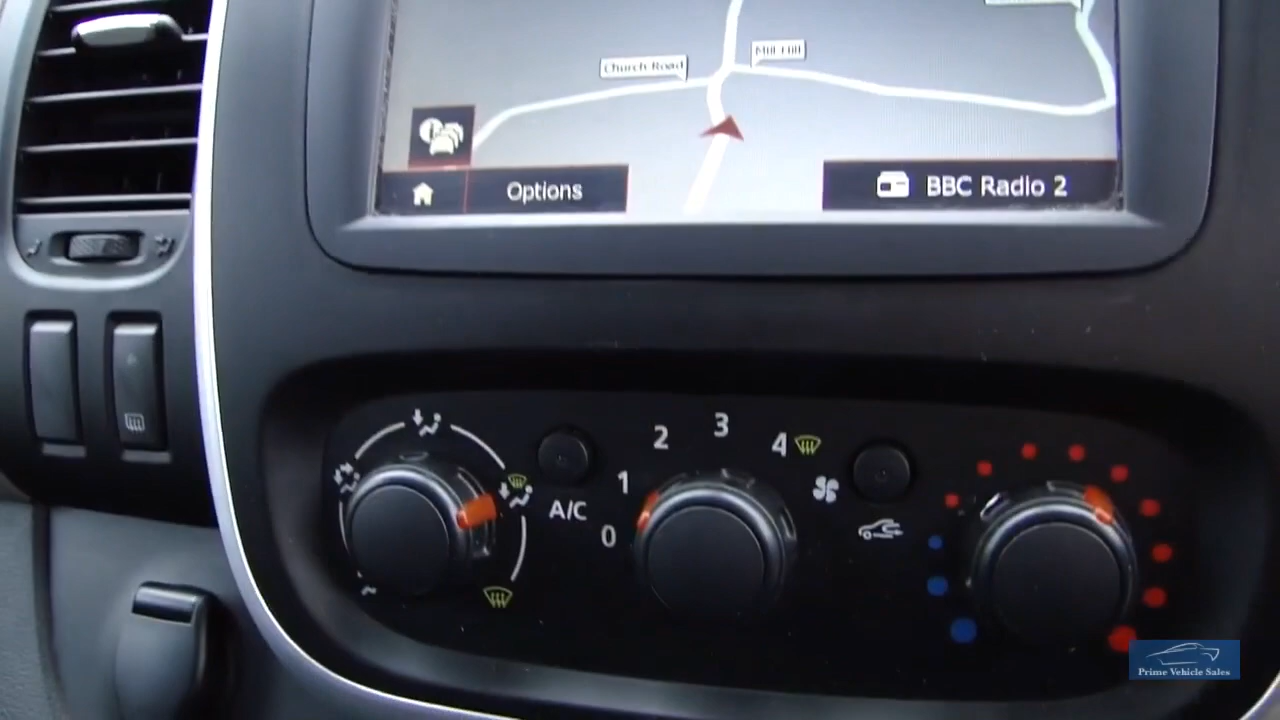 Mill Hill
Church Road
Options
BBC Radio 2
0
1
2
3
4
A/C
Prime Vehicle Sales